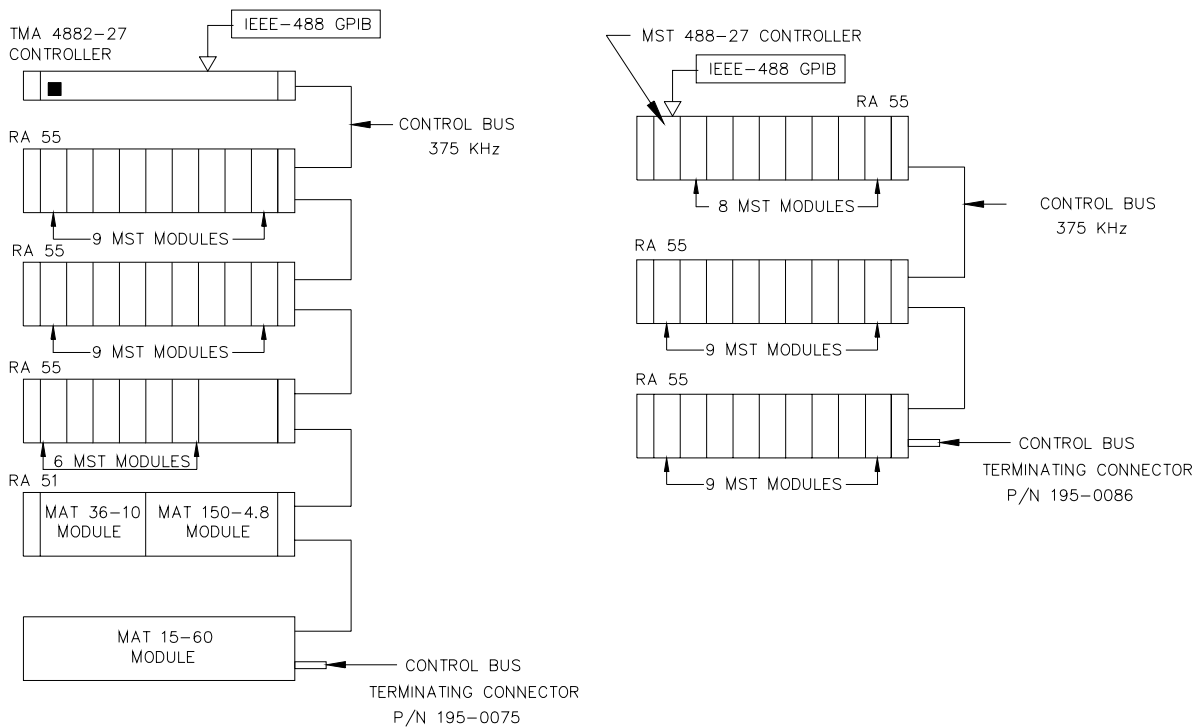 TMA 4882-27
CONTROLLER
IEEE-488 GPIB
CONTROL BUS
375 KHz
RA 55
9 MST MODULES
RA 55
9 MST MODULES
RA 55
6 MST MODULES
RA 51
MAT 36-10
MODULE
MAT 150-4.8
MODULE
MAT 15-60
MODULE
CONTROL BUS
TERMINATING CONNECTOR
P/N 195-0075
MST 488-27 CONTROLLER
IEEE-488 GPIB
RA 55
8 MST MODULES
CONTROL BUS
375 KHz
RA 55
9 MST MODULES
RA 55
9 MST MODULES
CONTROL BUS
TERMINATING CONNECTOR
P/N 195-0086